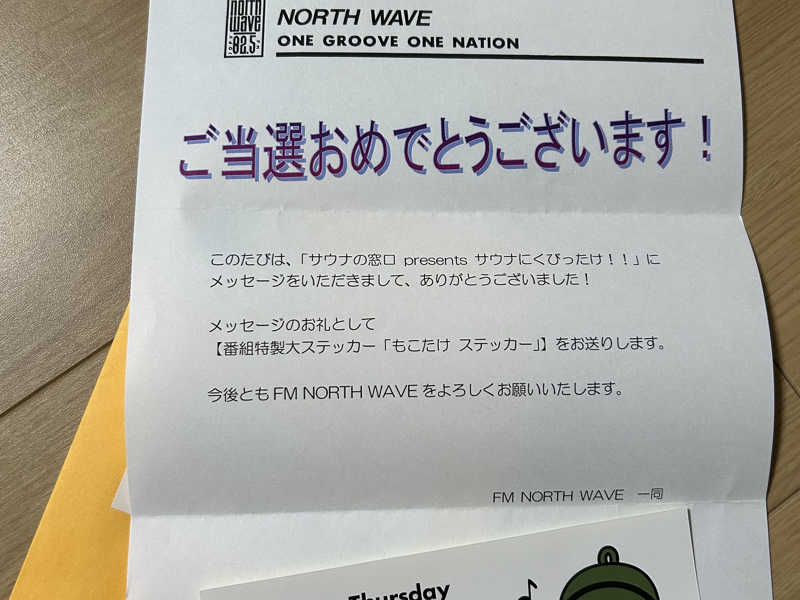 north
wave
82.5
NORTH WAVE
ONE GROOVE ONE NATION
ご当選おめでとうございます！
このたびは、「サウナの窓口 presents サウナにくびったけ！！」に
メッセージをいただきまして、ありがとうございました！
メッセージのお礼として
【番組特製大ステッカー「もこたけ ステッカー」】をお送りします。
今後とも FM NORTH WAVE をよろしくお願いいたします。
FM NORTH WAVE 一同
Thursday